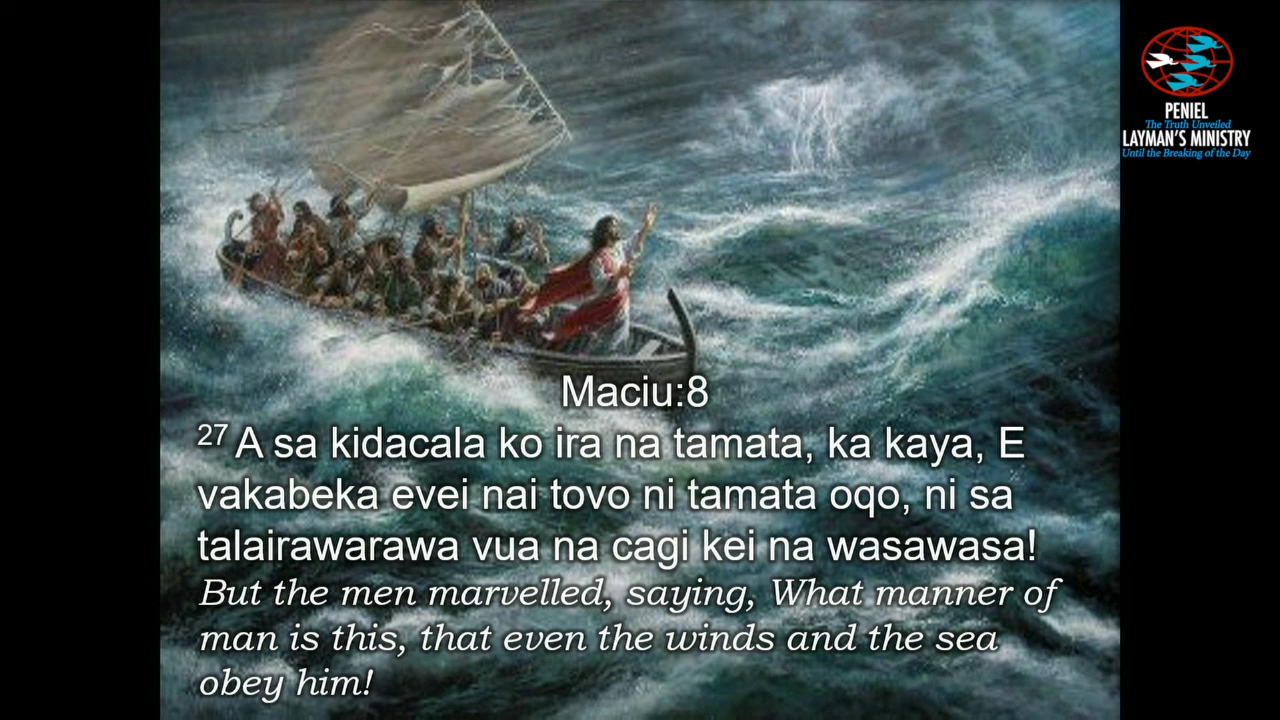 PENIEL
The Truth Unveiled
LAYMAN'S MINISTRY
Until the Breaking of the Day
Maciu:8
27 A sa kidacala ko ira na tamata, ka kaya, E
vakabeka evei nai tovo ni tamata oqo, ni sa
talairawarawa vua na cagi kei na wasawasa!
But the men marvelled, saying, What manner of
man is this, that even the winds and the sea
obey him!